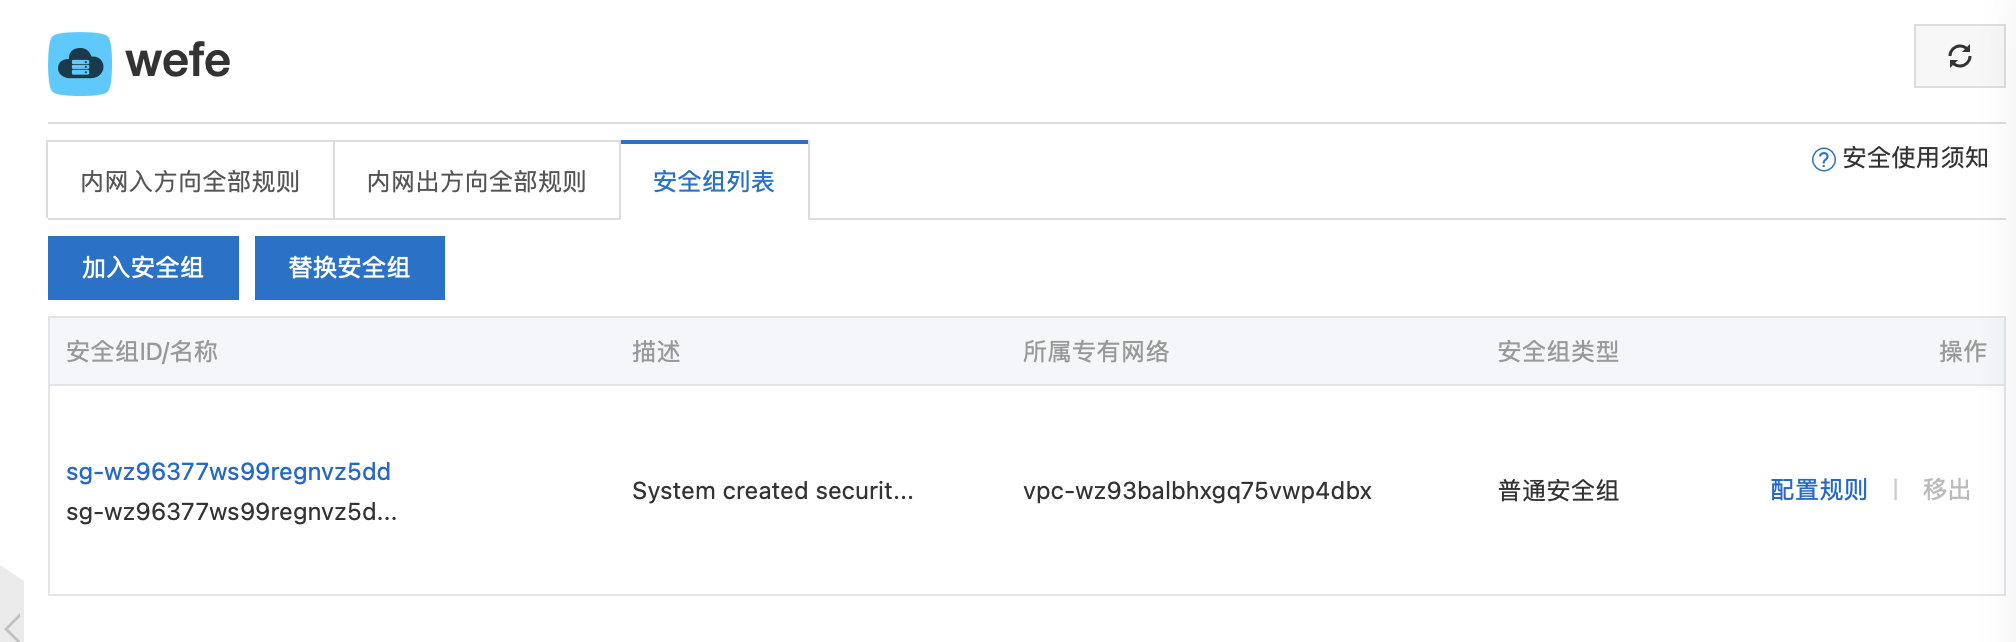 wefe
内网入方向全部规则
内网出方向全部规则
安全组列表
安全使用须知
加入安全组
替换安全组
安全组ID/名称
描述
所属专有网络
安全组类型
操作
sg-wz96377ws99regnvz5dd
sg-wz96377ws99regnvz5d...
System created securit...
vpc-wz93balbhxgq75vwp4dbx
普通安全组
配置规则
移出